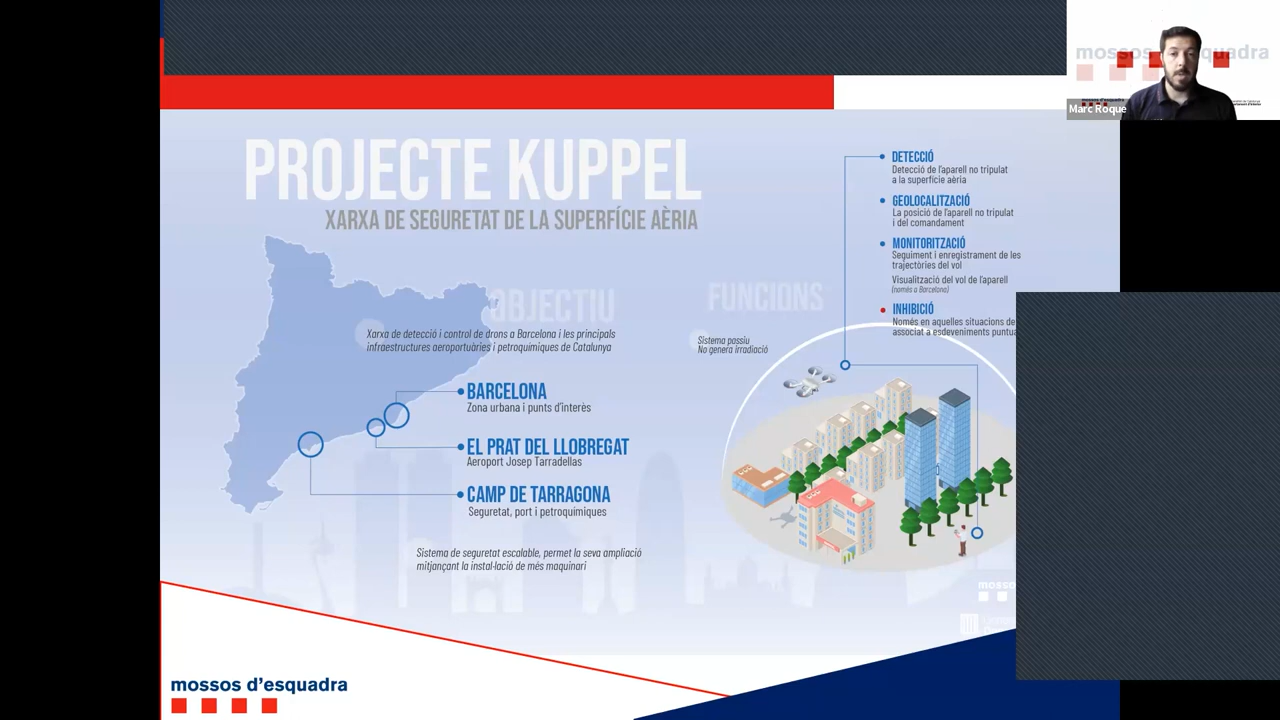 PROJECTE KUPPEL
XARXA DE SEGURETAT DE LA SUPERFÍCIE AÈRIA
OBJECTIU
Xarxa de detecció i control de drons a Barcelona i les principals
infraestructures aeroportuàries i petroquímiques de Catalunya
BARCELONA
Zona urbana i punts d'interès
EL PRAT DEL LLOBREGAT
Aeroport Josep Tarradellas
CAMP DE TARRAGONA
Seguretat, port i petroquímiques
Sistema de seguretat escalable, permet la seva ampliació
mitjançant la instal·lació de més maquinari
FUNCIONS
Sistema passiu
No genera irradiació
DETECCIÓ
Detecció de l'aparell no tripulat
a la superfície aèria
GEOLOCALITZACIÓ
La posició de l'aparell no tripulat
i del comandament
MONITORITZACIÓ
Seguiment i enregistrament de les
trajectòries del vol
Visualització del vol de l'aparell
(només a Barcelona)
INHIBICIÓ
Només en aquelles situacions de
associat a esdeveniments
mossos d'esquadra
Marc Roque
mossos d'esquadra